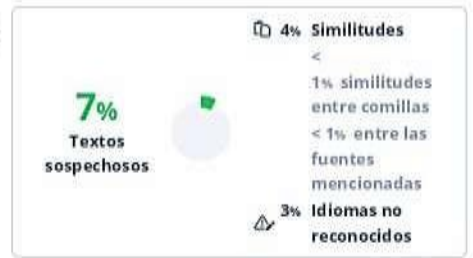 7%
Textos
sospechosos
4% Similitudes
<
1% similitudes
entre comillas
< 1% entre las
fuentes
mencionadas
3% Idiomas no
reconocidos